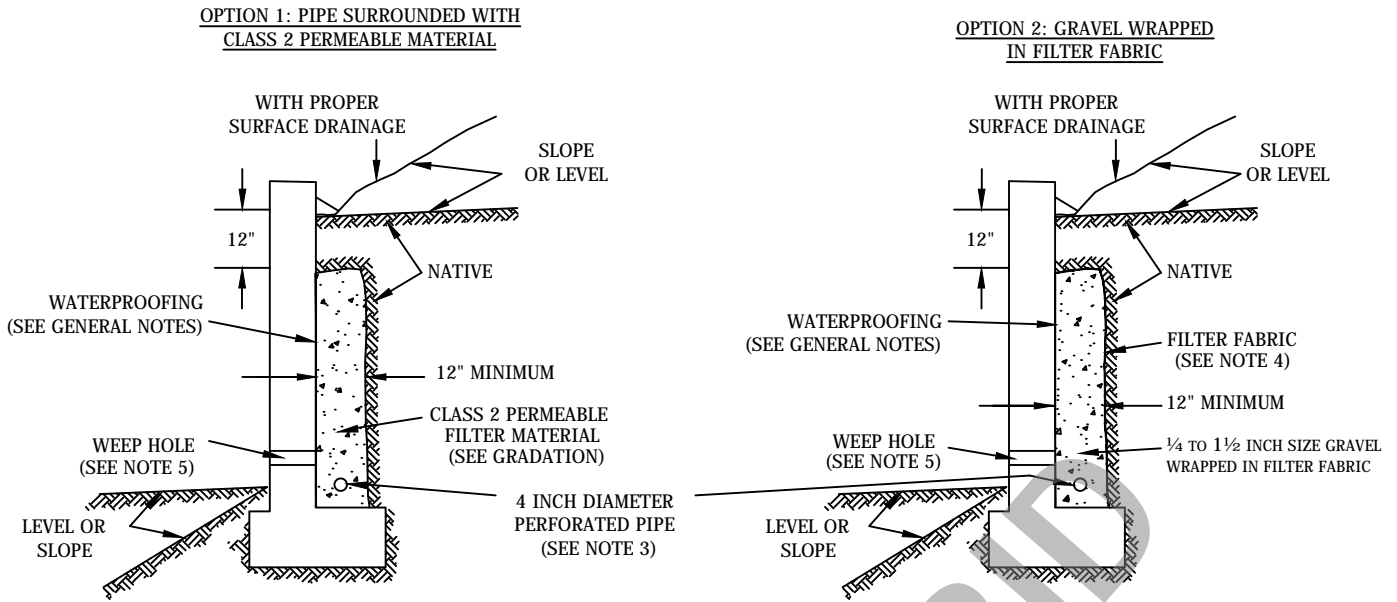 OPTION 1: PIPE SURROUNDED WITH
CLASS 2 PERMEABLE MATERIAL
WITH PROPER
SURFACE DRAINAGE
SLOPE
OR LEVEL
12"
NATIVE
WATERPROOFING
(SEE GENERAL NOTES)
12" MINIMUM
CLASS 2 PERMEABLE
FILTER MATERIAL
(SEE GRADATION)
WEEP HOLE
(SEE NOTE 5)
4 INCH DIAMETER
PERFORATED PIPE
(SEE NOTE 3)
LEVEL OR
SLOPE
OPTION 2: GRAVEL WRAPPED
IN FILTER FABRIC
WITH PROPER
SURFACE DRAINAGE
SLOPE
OR LEVEL
12"
NATIVE
WATERPROOFING
(SEE GENERAL NOTES)
FILTER FABRIC
(SEE NOTE 4)
12" MINIMUM
WEEP HOLE
(SEE NOTE 5)
¼ TO 1½ INCH SIZE GRAVEL
WRAPPED IN FILTER FABRIC
LEVEL OR
SLOPE